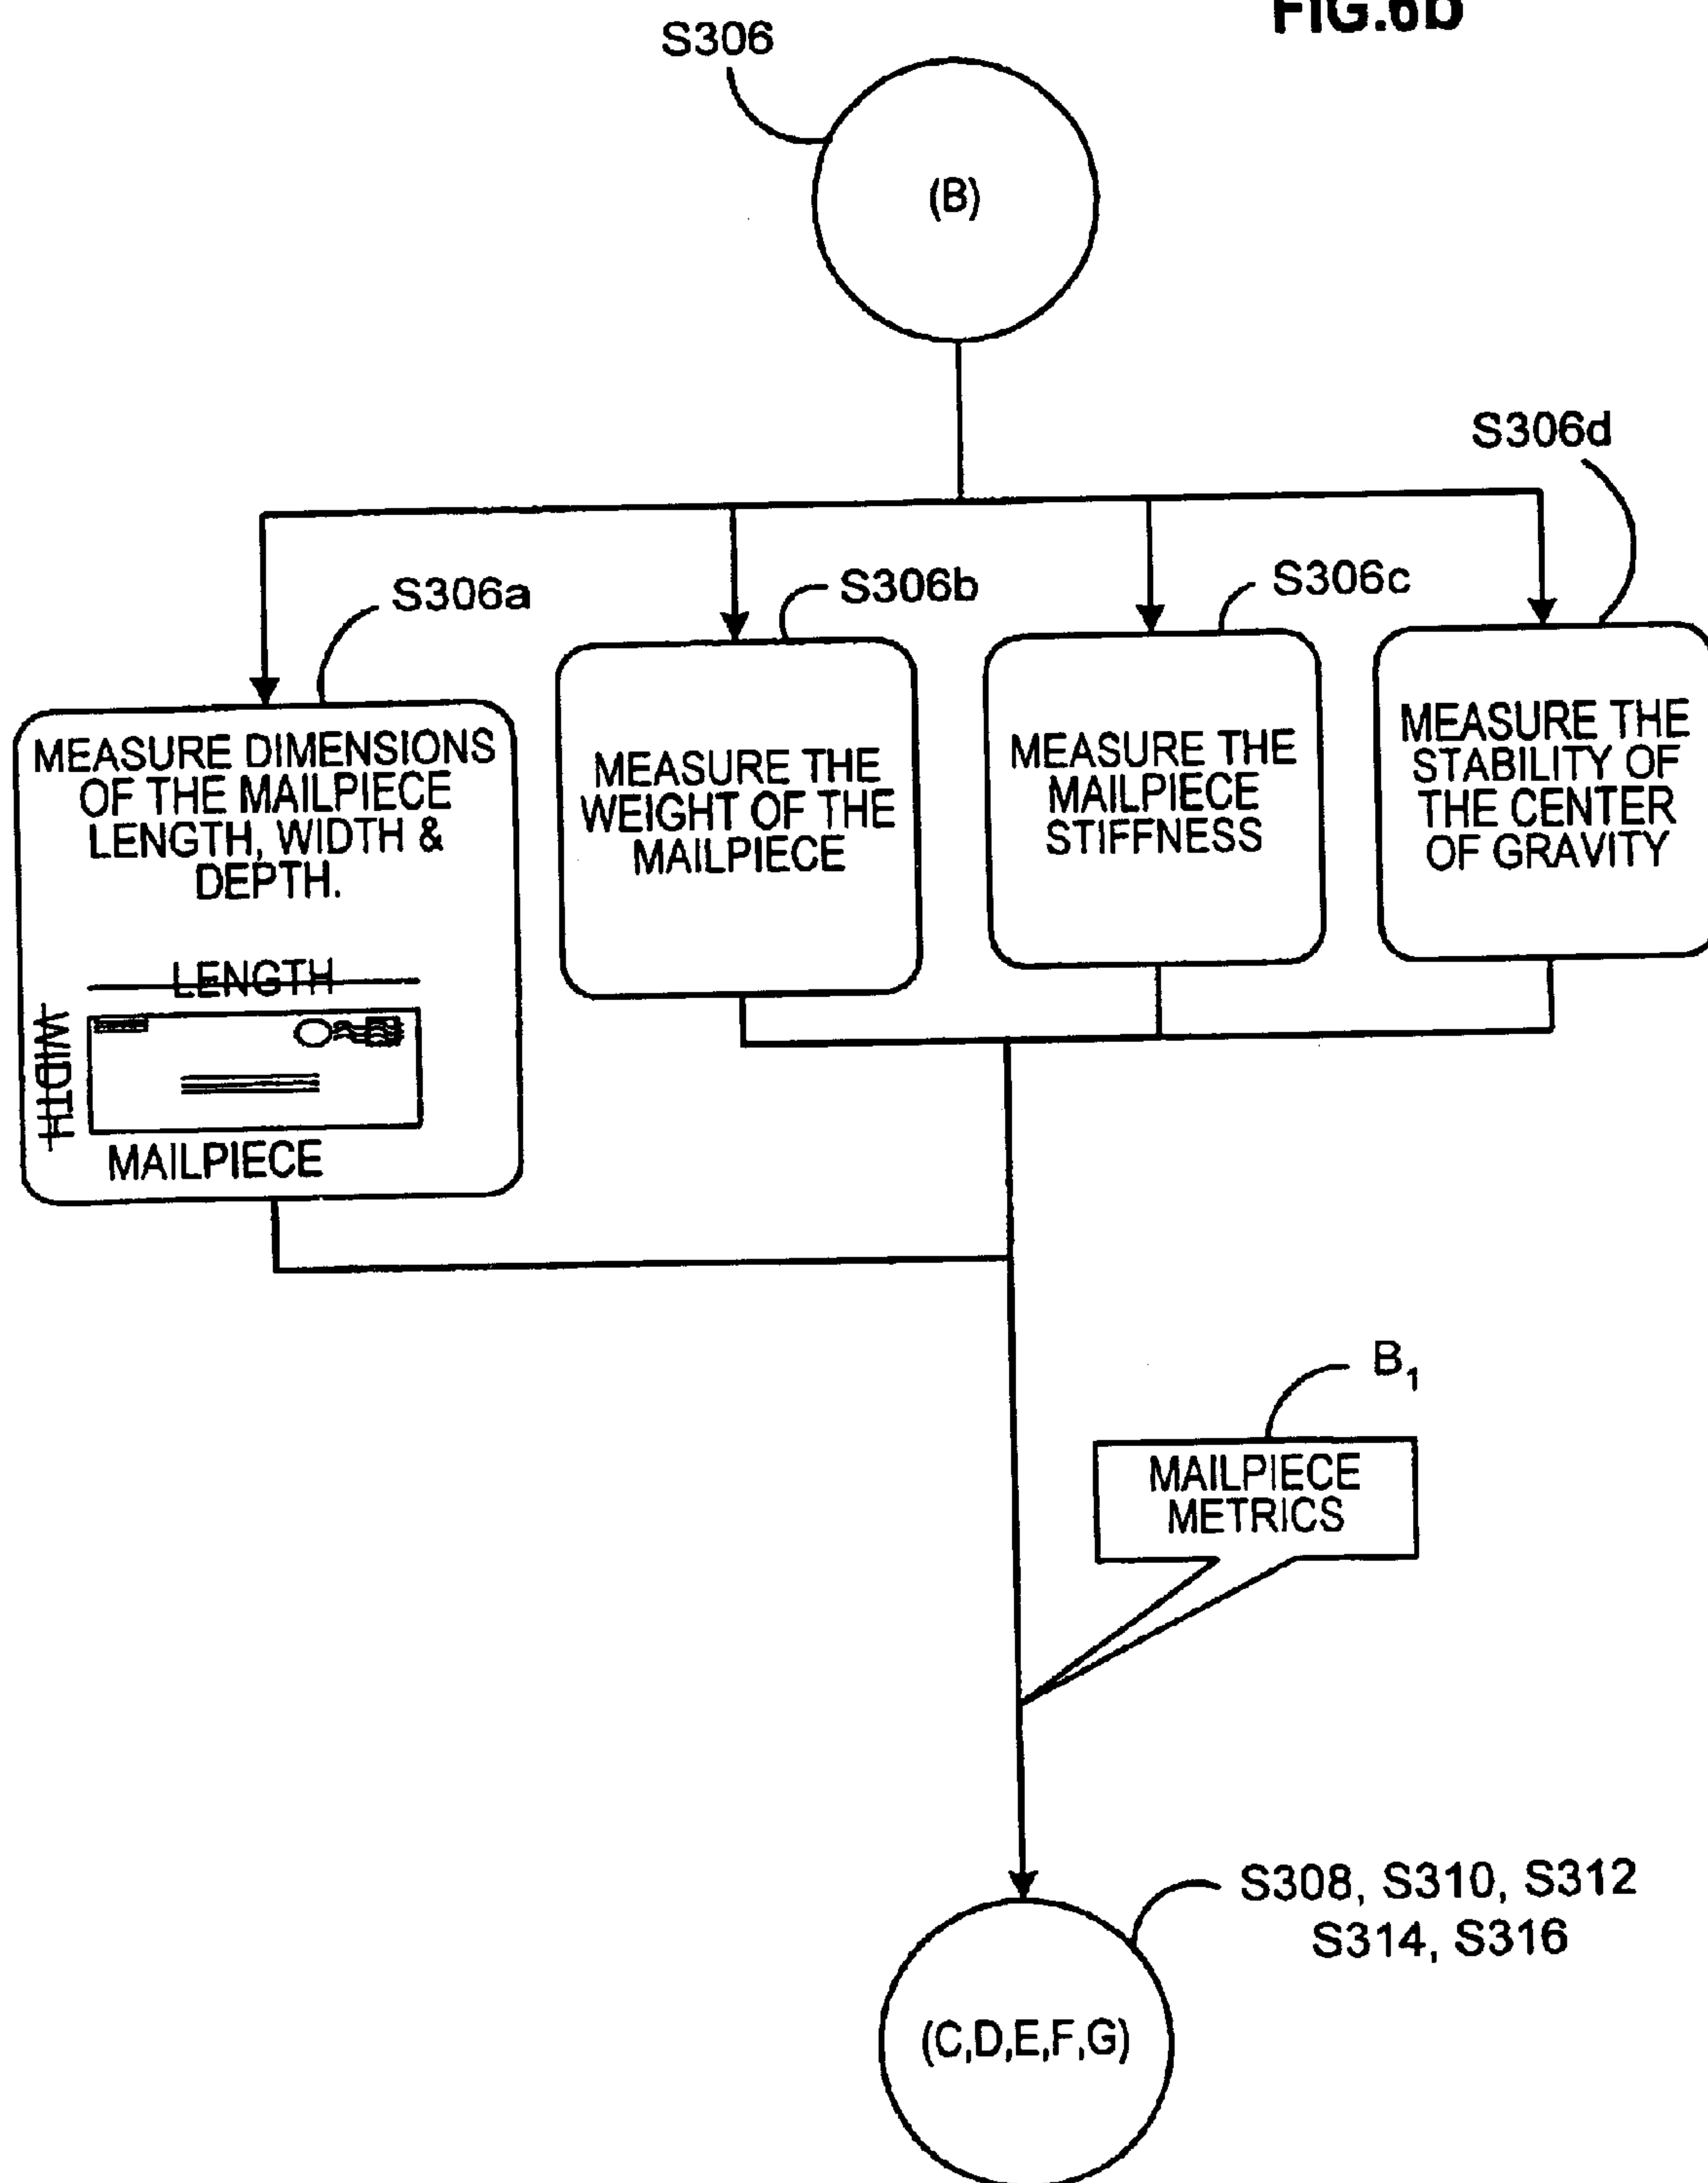 FIG.6b
S306
(B)
S306d
S306a
S306b
S306c
MEASURE DIMENSIONS
OF THE MAILPIECE
LENGTH, WIDTH &
DEPTH.
LENGTH
WIDTH
MAILPIECE
MEASURE THE
WEIGHT OF THE
MAILPIECE
MEASURE THE
MAILPIECE
STIFFNESS
MEASURE THE
STABILITY OF
THE CENTER
OF GRAVITY
B1
MAILPIECE
METRICS
S308, S310, S312
S314, S316
(C,D,E,F,G)